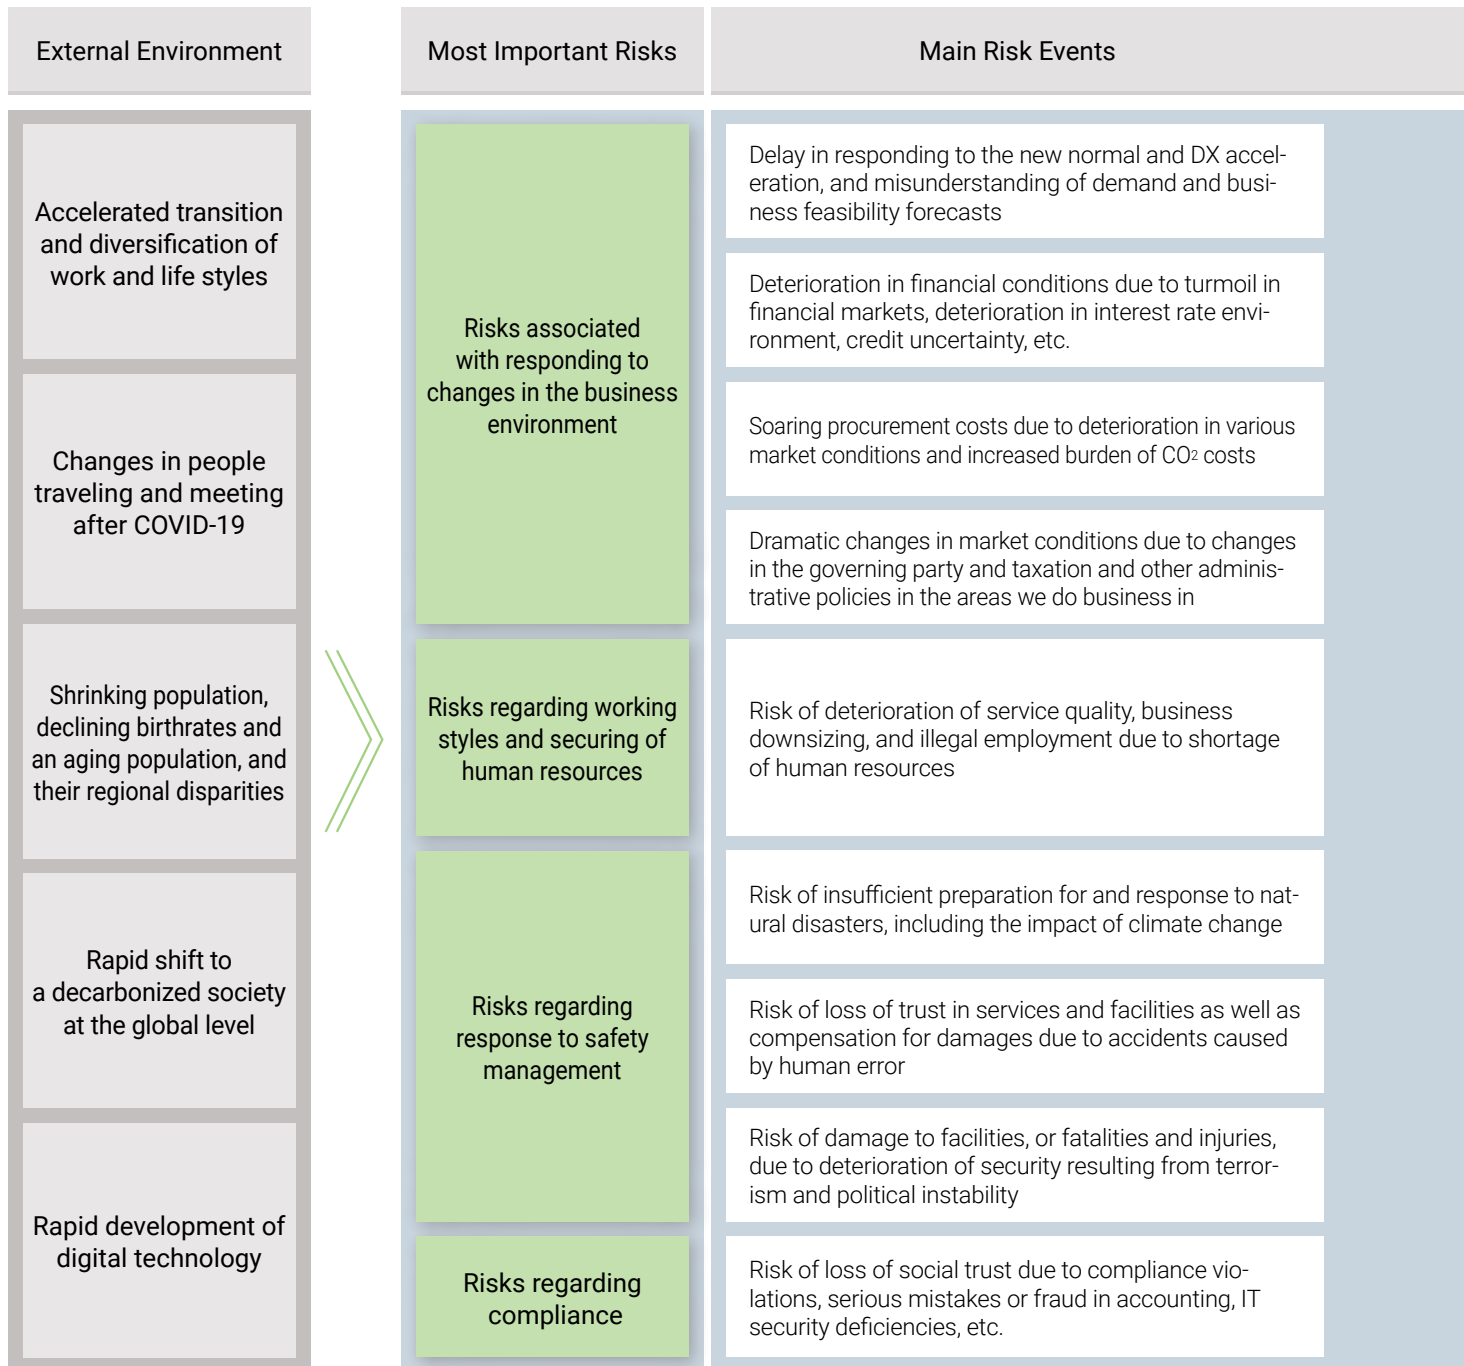 External Environment
Most Important Risks
Main Risk Events
Accelerated transition
and diversification of
work and life styles
Changes in people
traveling and meeting
after COVID-19
Shrinking population,
declining birthrates and
an aging population, and
their regional disparities
Rapid shift to
a decarbonized society
at the global level
Rapid development of
digital technology
Risks associated
with responding to
changes in the business
environment
Delay in responding to the new normal and DX accel-
eration, and misunderstanding of demand and busi-
ness feasibility forecasts
Deterioration in financial conditions due to turmoil in
financial markets, deterioration in interest rate envi-
ronment, credit uncertainty, etc.
Soaring procurement costs due to deterioration in various
market conditions and increased burden of CO² costs
Dramatic changes in market conditions due to changes
in the governing party and taxation and other adminis-
trative policies in the areas we do business in
Risks regarding working
styles and securing of
human resources
Risk of deterioration of service quality, business
downsizing, and illegal employment due to shortage
of human resources
Risks regarding
response to safety
management
Risk of insufficient preparation for and response to nat-
ural disasters, including the impact of climate change
Risk of loss of trust in services and facilities as well as
compensation for damages due to accidents caused
by human error
Risk of damage to facilities, or fatalities and injuries,
due to deterioration of security resulting from terror-
ism and political instability
Risks regarding
compliance
Risk of loss of social trust due to compliance vio-
lations, serious mistakes or fraud in accounting, IT
security deficiencies, etc.